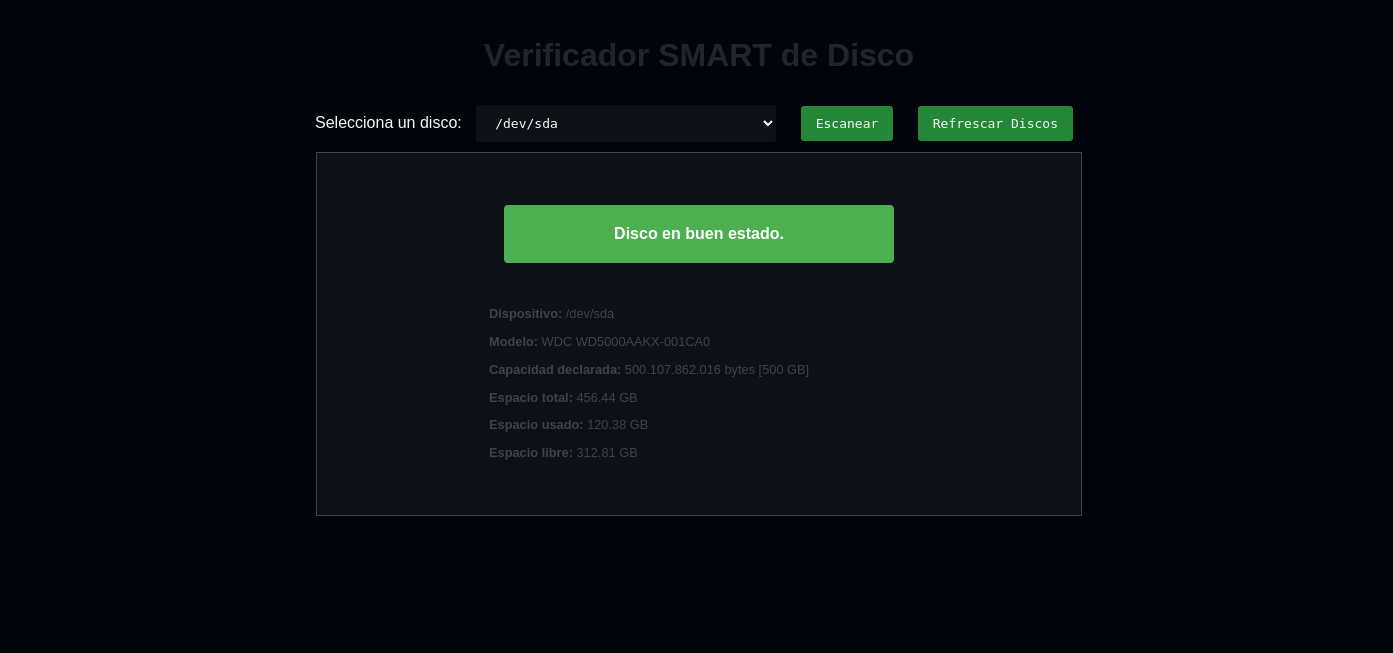 Verificador SMART de Disco
Selecciona un disco: /dev/sda Escanear Refrescar Discos
Disco en buen estado.
Dispositivo: /dev/sda
Modelo: WDC WD5000AAKX-001CA0
Capacidad declarada: 500.107.862.016 bytes [500 GB]
Espacio total: 456.44 GB
Espacio usado: 120.38 GB
Espacio libre: 312.81 GB